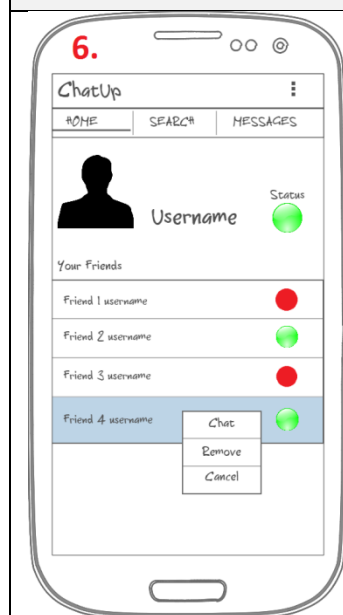 6.
ChatUp
HOME SEARCH MESSAGES
Status
Username
Your Friends
Friend 1 username
Friend 2 username
Friend 3 username
Friend 4 username
Chat
Remove
Cancel